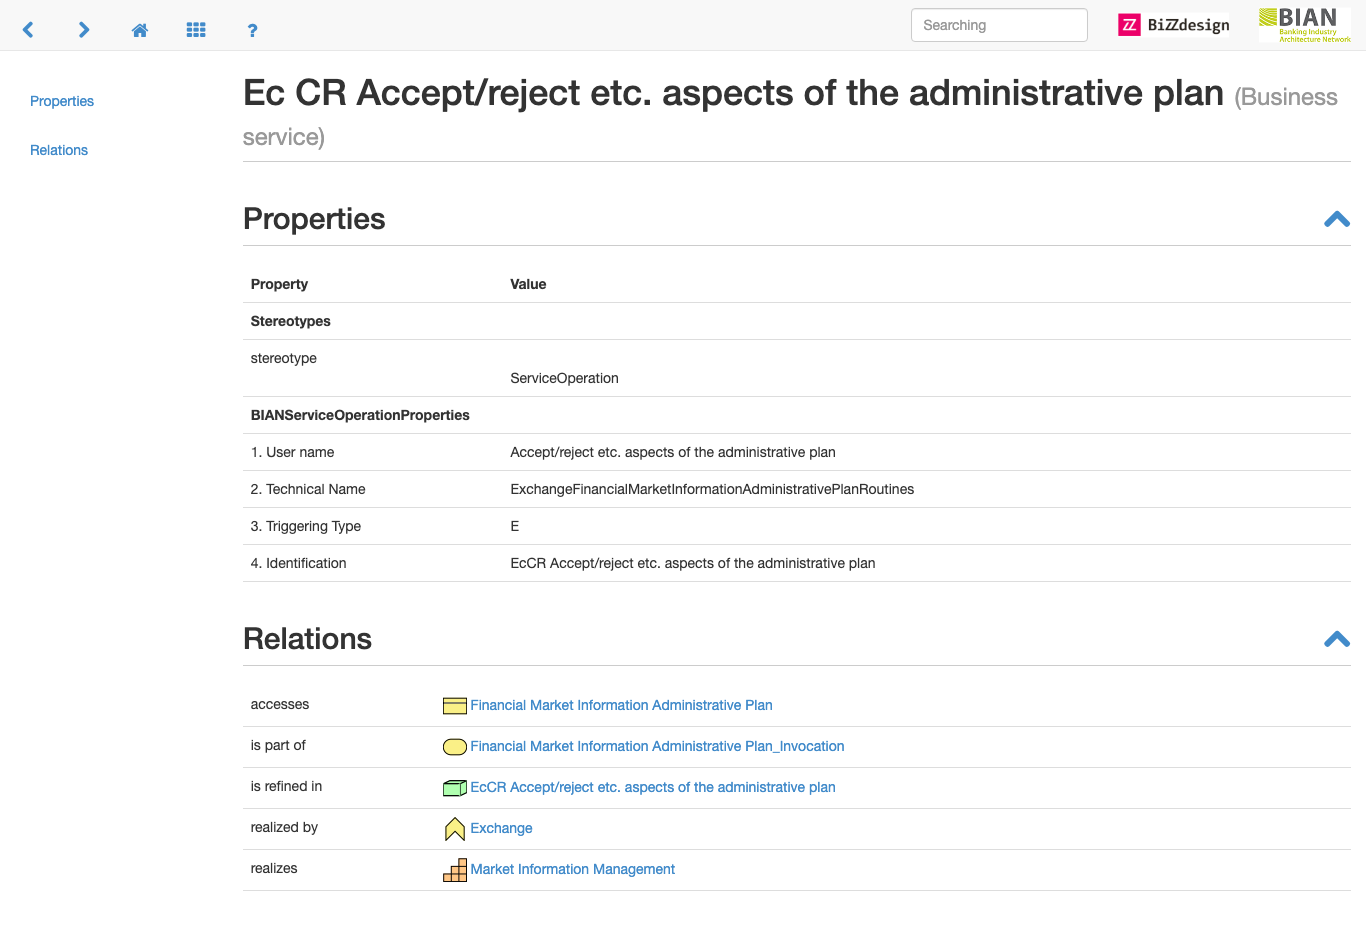 ?
Searching
BiZZdesign
BIAN
Banking Industry
Architecture Network
Properties
Relations
Ec CR Accept/reject etc. aspects of the administrative plan (Business
service)
Properties
Property Value
Stereotypes
stereotype
ServiceOperation
BIANServiceOperationProperties
1. User name Accept/reject etc. aspects of the administrative plan
2. Technical Name ExchangeFinancialMarketInformationAdministrativePlanRoutines
3. Triggering Type E
4. Identification EcCR Accept/reject etc. aspects of the administrative plan
Relations
accesses Financial Market Information Administrative Plan
is part of Financial Market Information Administrative Plan_Invocation
is refined in EcCR Accept/reject etc. aspects of the administrative plan
realized by Exchange
realizes Market Information Management